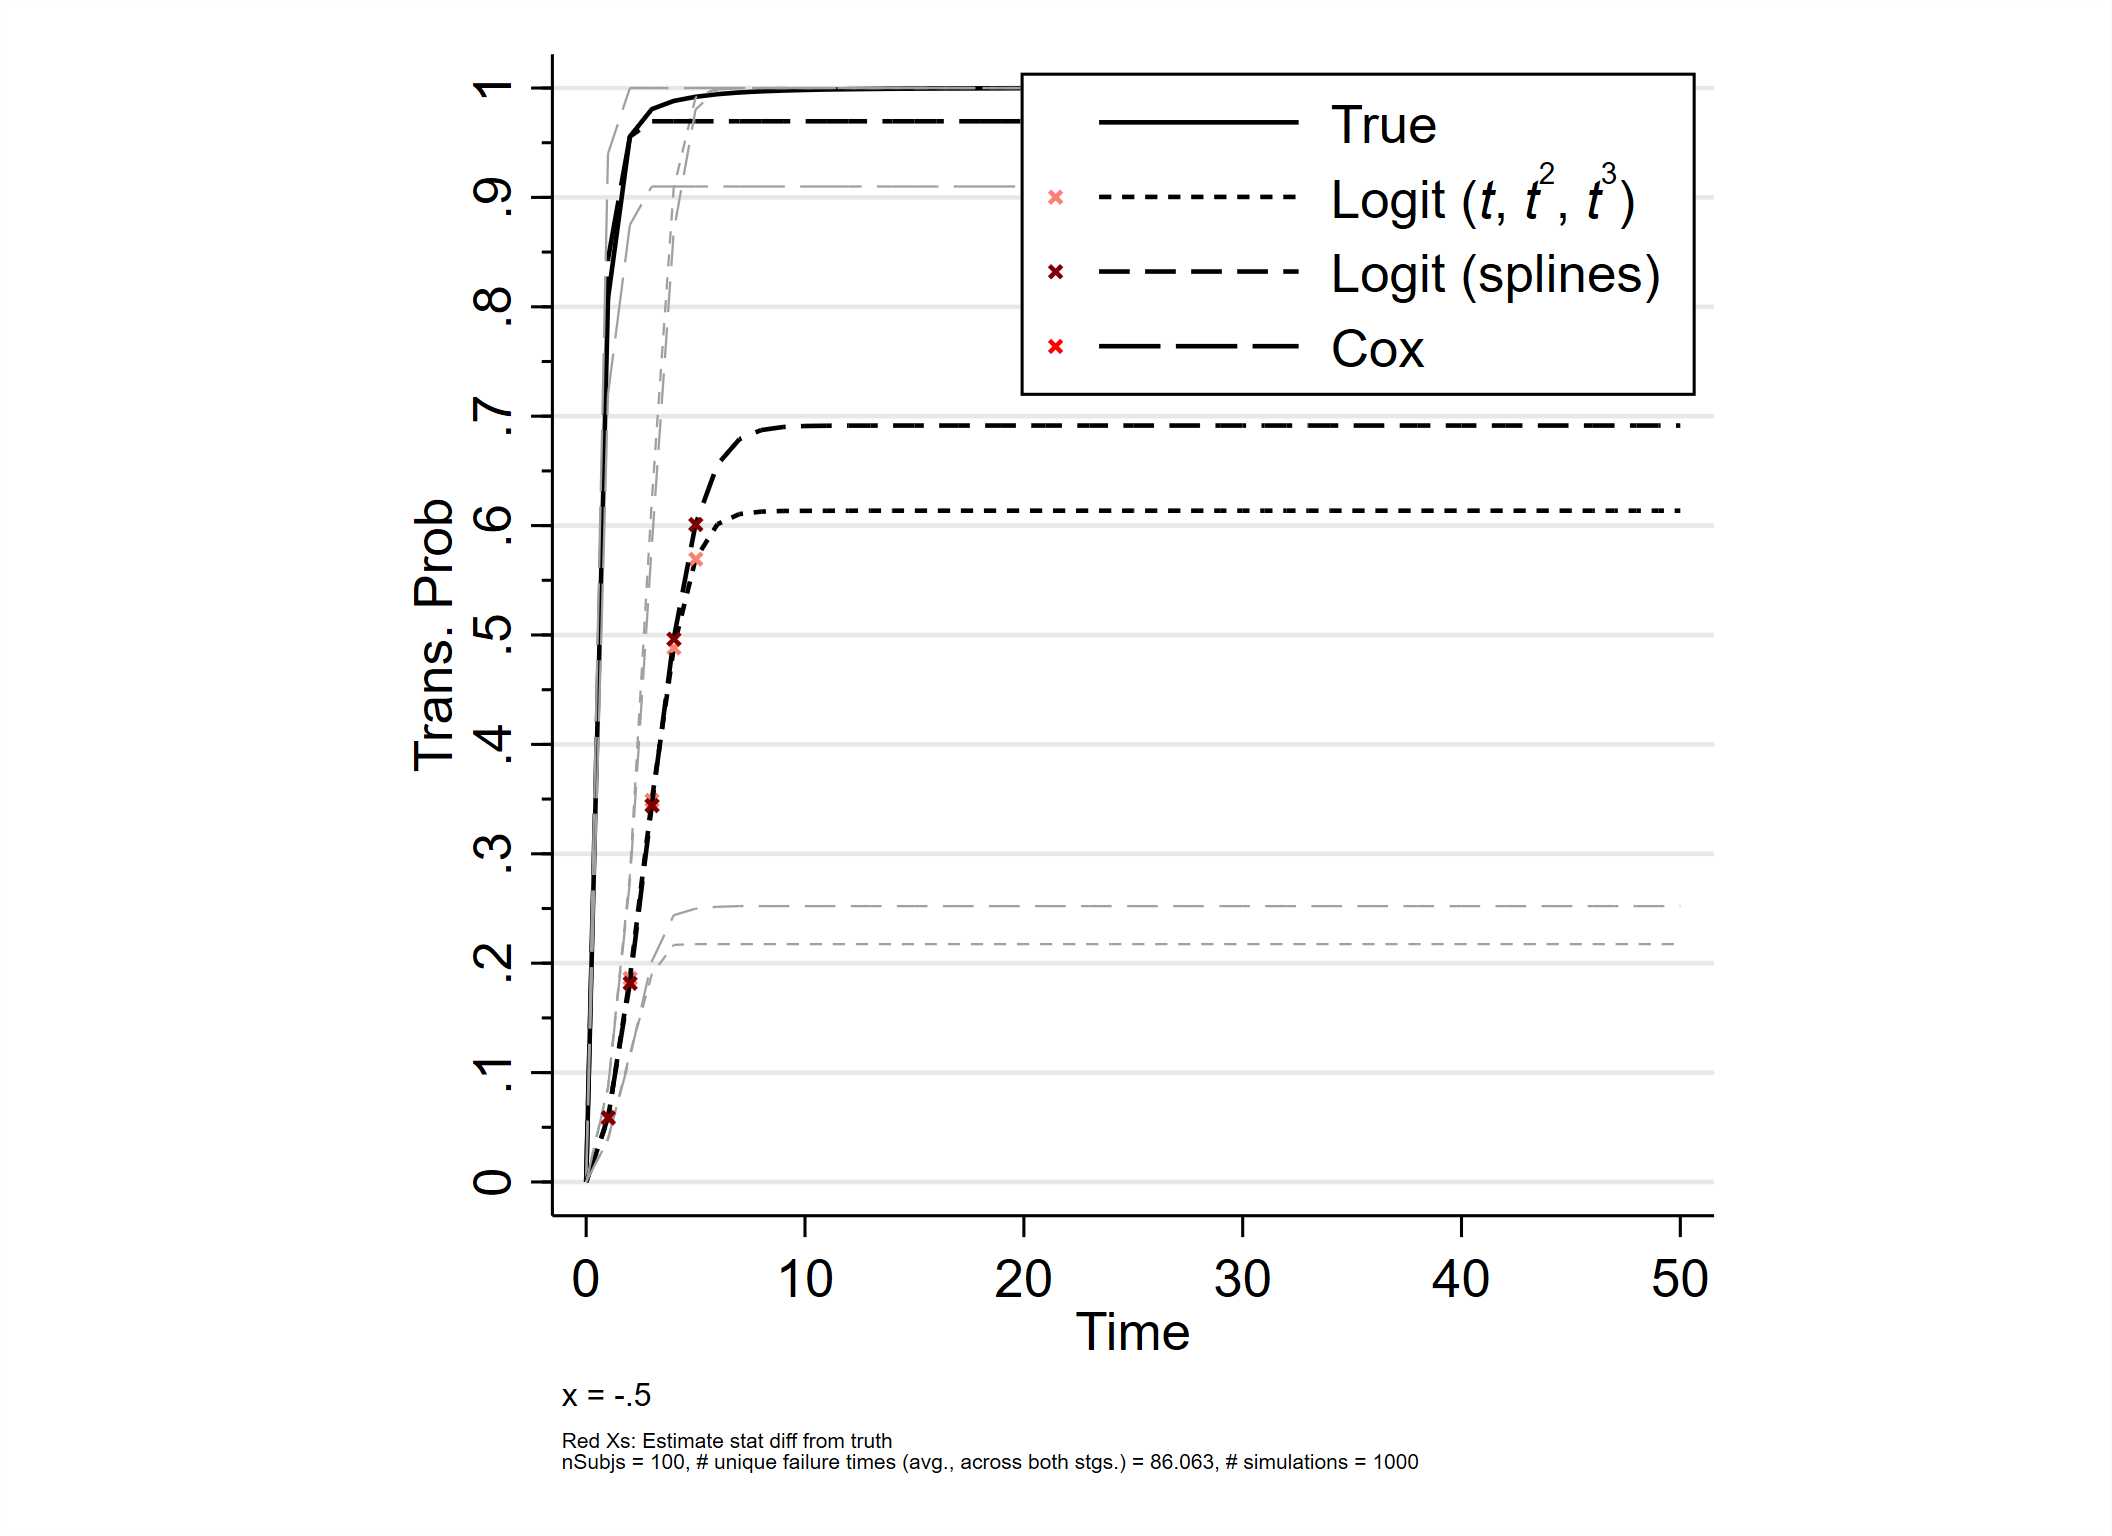 True
Logit (t, t², t³)
Logit (splines)
Cox
Trans. Prob
1
.9
.8
.7
.6
.5
.4
.3
.2
.1
0
0 10 20 30 40 50
Time
x = -.5
Red Xs: Estimate stat diff from truth
nSubjs = 100, # unique failure times (avg., across both stgs.) = 86.063, # simulations = 1000